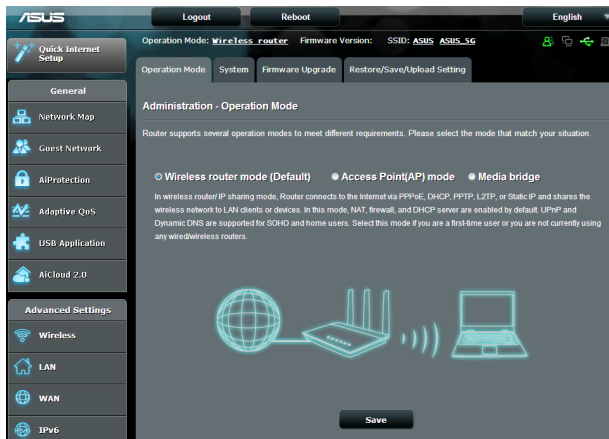 ASUS
Logout
Reboot
English
Quick Internet
Setup
Operation Mode: Wireless router Firmware Version: SSID: ASUS ASUS_5G
Operation Mode
System
Firmware Upgrade
Restore/Save/Upload Setting
General
Network Map
Guest Network
AiProtection
Adaptive QoS
USB Application
AiCloud 2.0
Advanced Settings
Wireless
LAN
WAN
IPv6
Administration - Operation Mode
Router supports several operation modes to meet different requirements. Please select the mode that match your situation.
Wireless router mode (Default)
Access Point(AP) mode
Media bridge
In wireless router/ IP sharing mode, Router connects to the Internet via PPPoE, DHCP, PPTP, L2TP, or Static IP and shares the
wireless network to LAN clients or devices. In this mode, NAT, firewall, and DHCP server are enabled by default. UPnP and
Dynamic DNS are supported for SOHO and home users. Select this mode if you are a first-time user or you are not currently using
any wired/wireless routers.
Save